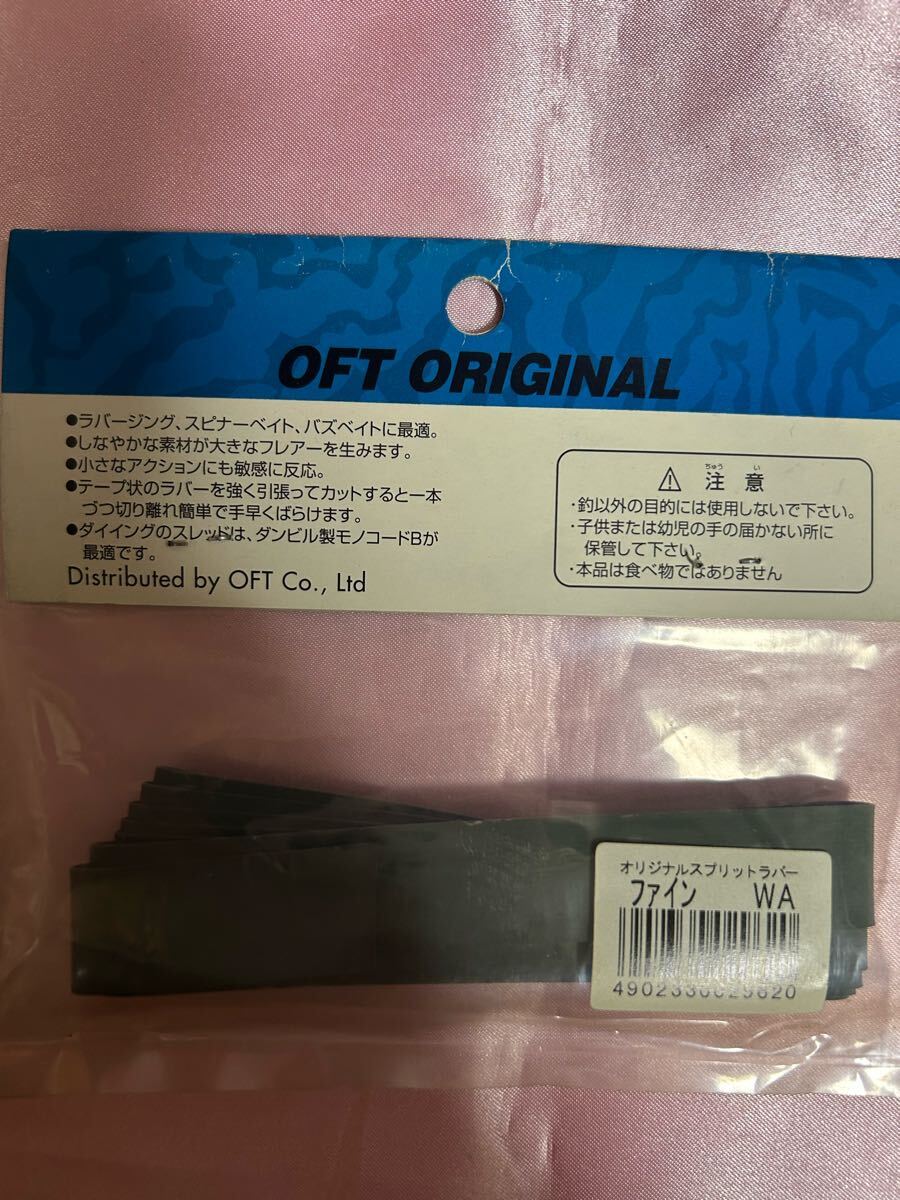 OFT ORIGINAL
●ラバージング、スピナーベイト、バズベイトに最適。
●しなやかな素材が大きなフレアーを生みます。
●小さなアクションにも敏感に反応。
●テープ状のラバーを強く引張ってカットすると一本
づつ切り離れ簡単で手早くばらけます。
●ダイイングのスレッドは、ダンビル製モノコードBが
最適です。
Distributed by OFT Co., Ltd
ちゅう い
⚠ 注 意
・釣以外の目的には使用しないで下さい。
・子供または幼児の手の届かない所に
保管して下さい。
・本品は食べ物ではありません
オリジナルスプリットラバー
ファイン WA